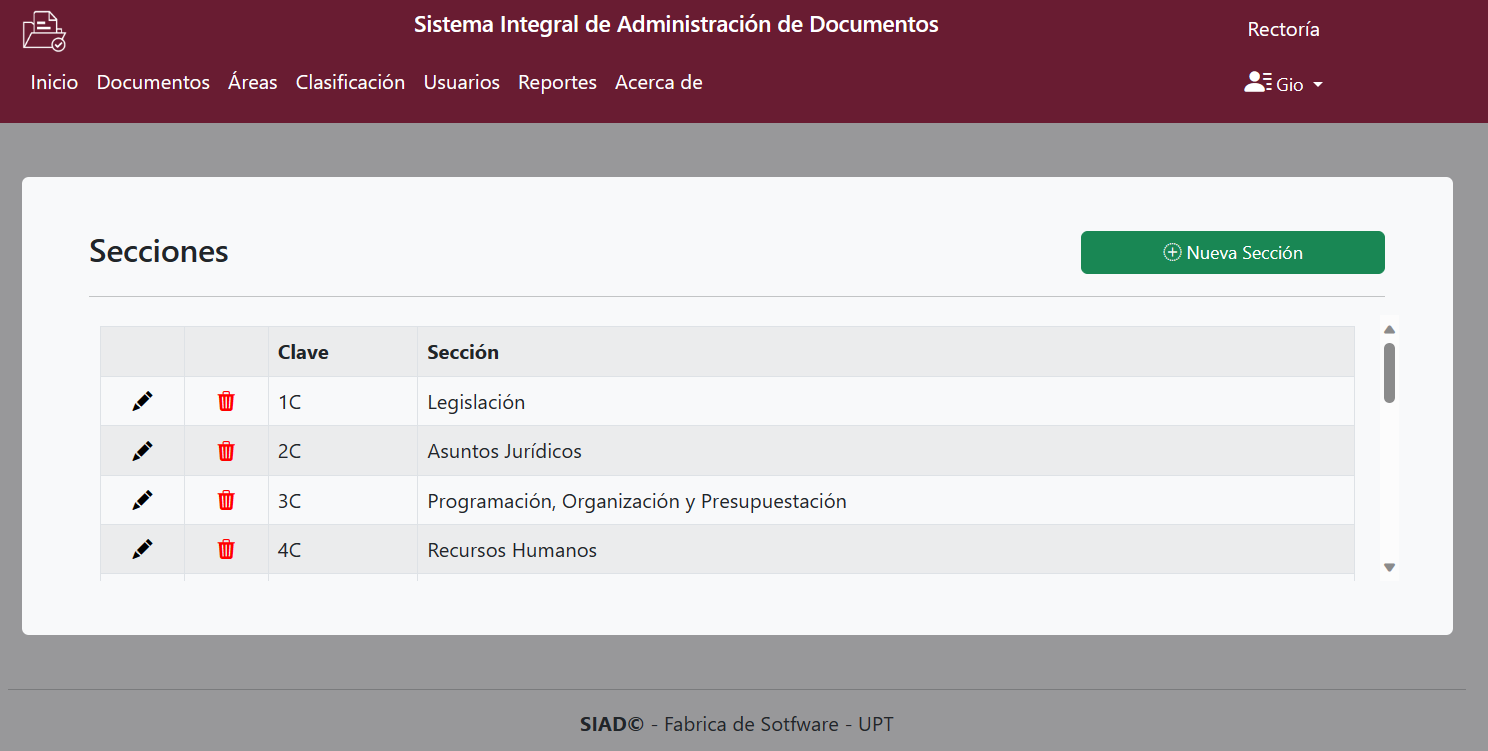 Sistema Integral de Administración de Documentos
Rectoría
Inicio Documentos Áreas Clasificación Usuarios Reportes Acerca de
Gio
Secciones
Nueva Sección
Clave Sección
1C Legislación
2C Asuntos Jurídicos
3C Programación, Organización y Presupuestación
4C Recursos Humanos
SIAD© - Fabrica de Sotfware - UPT